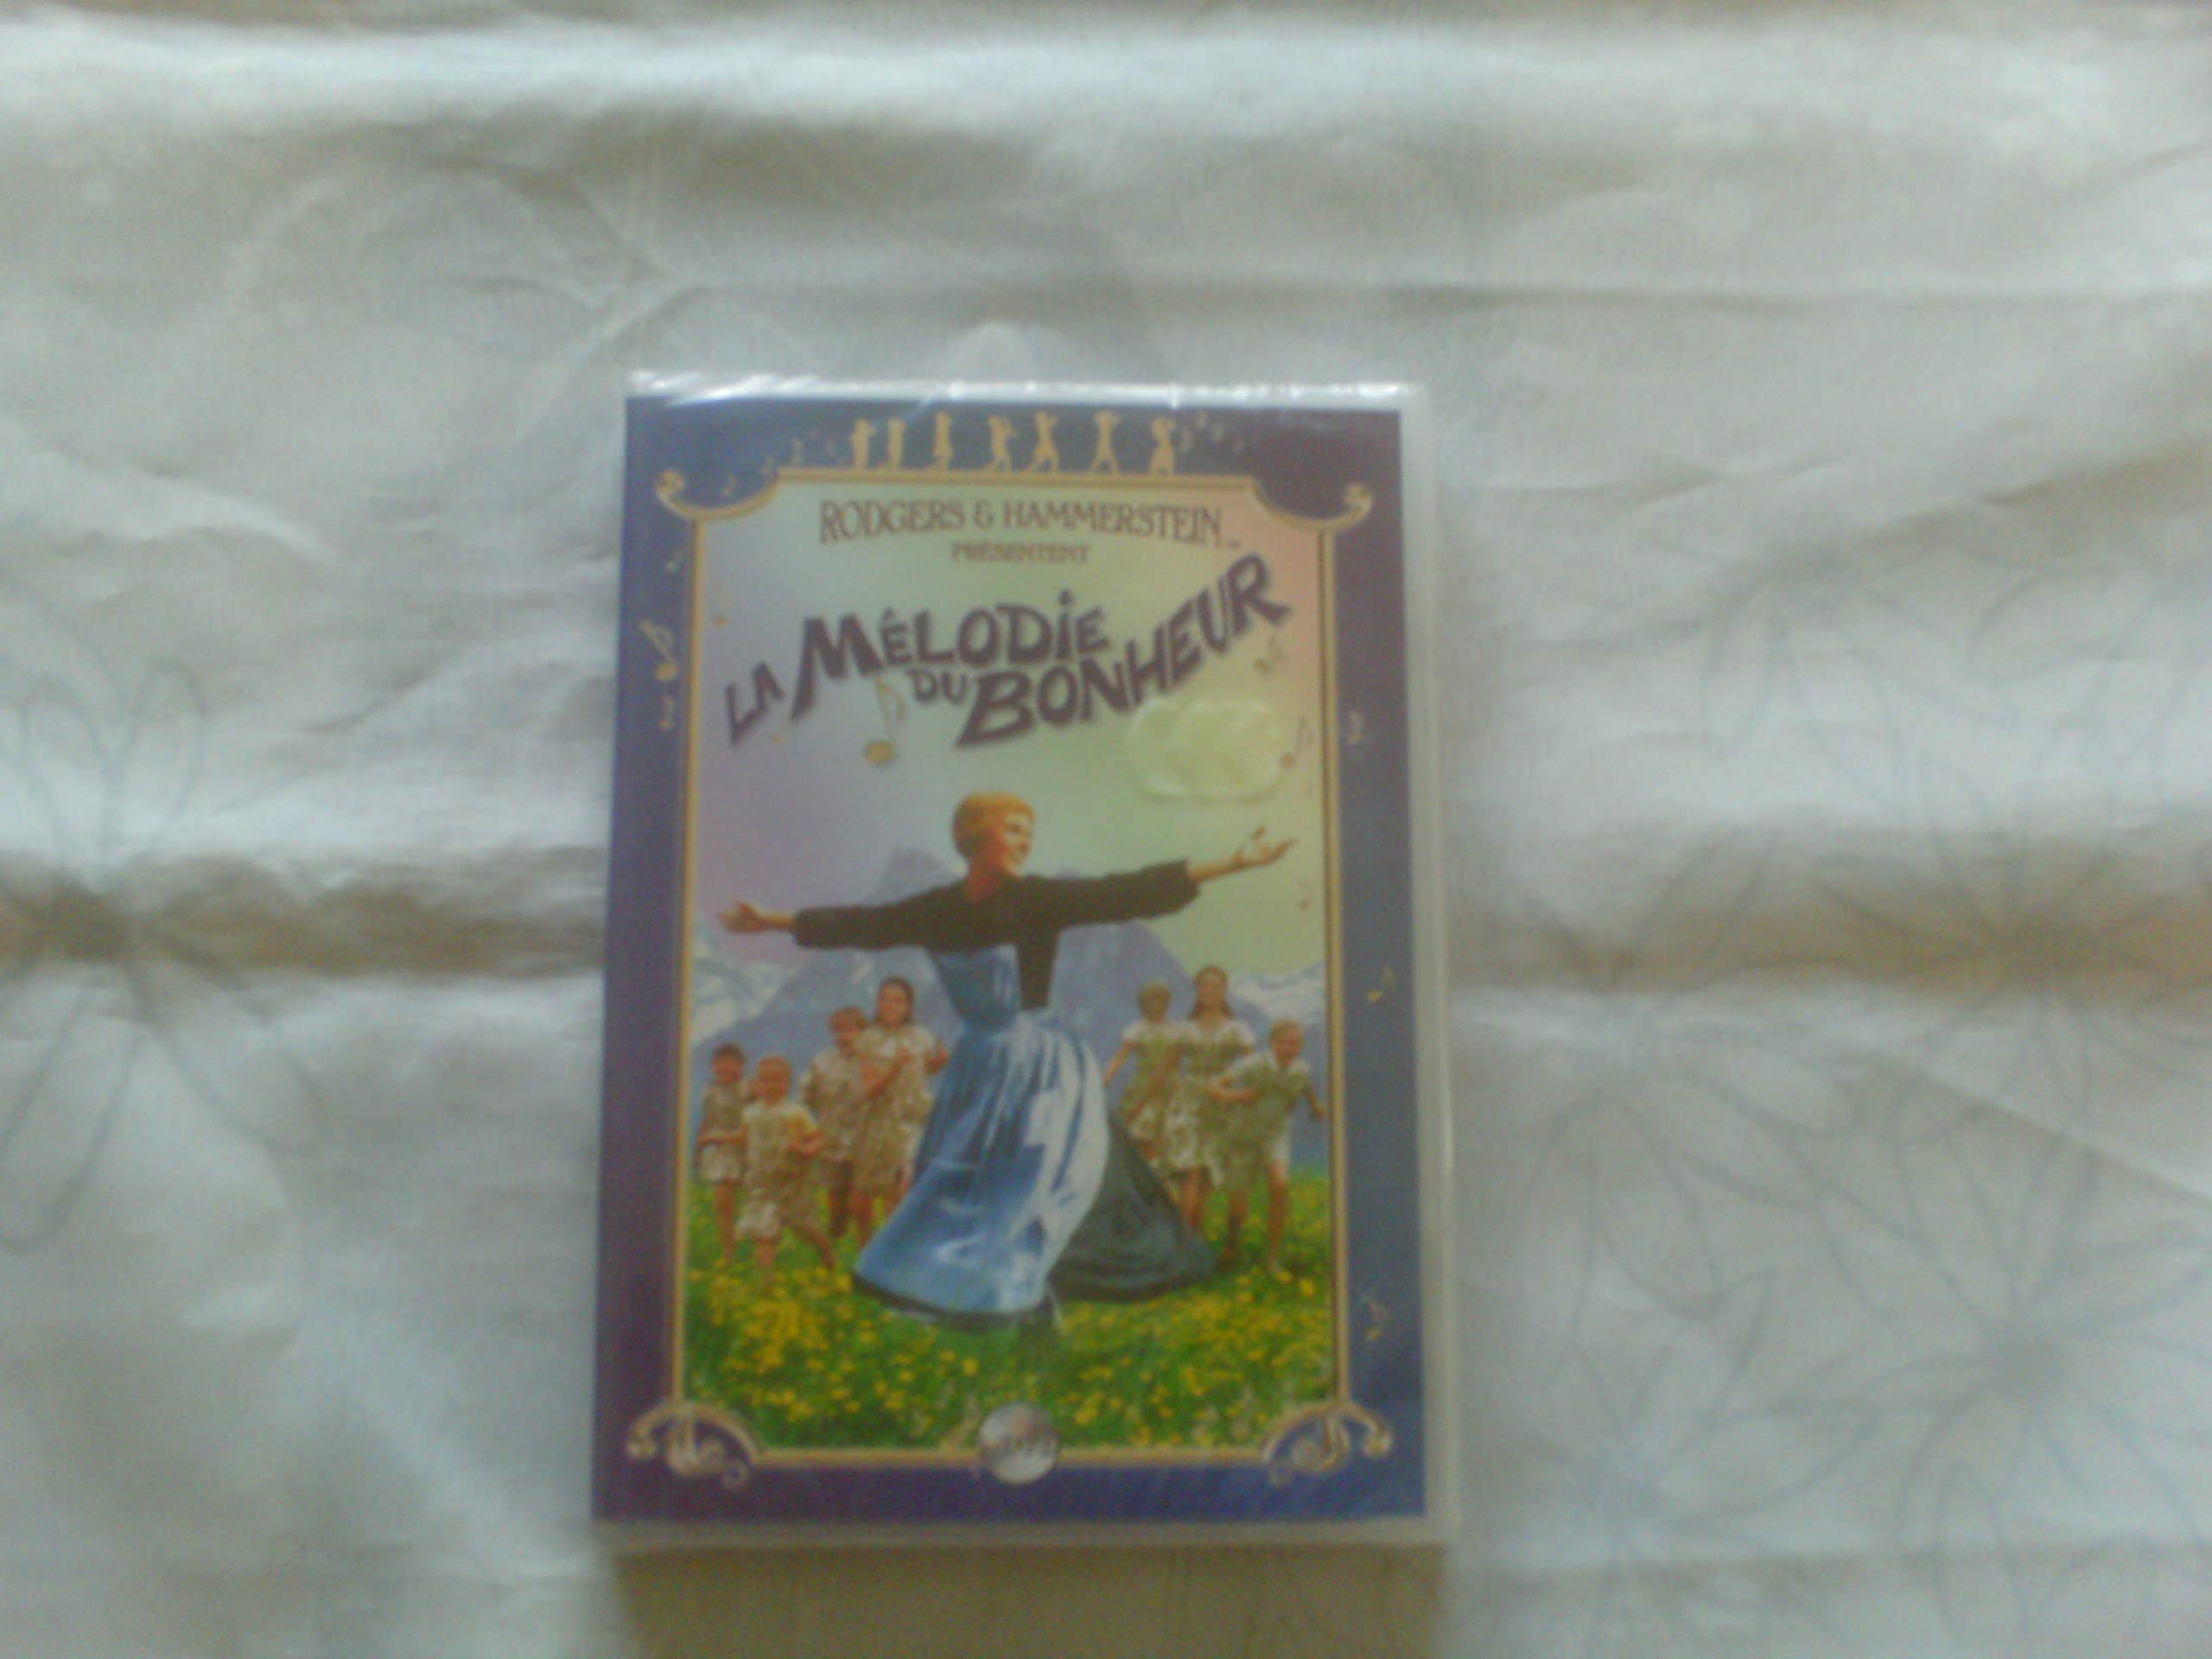 RODGERS & HAMMERSTEIN
PRÉSENTENT
LA MÉLODIE
DU BONHEUR